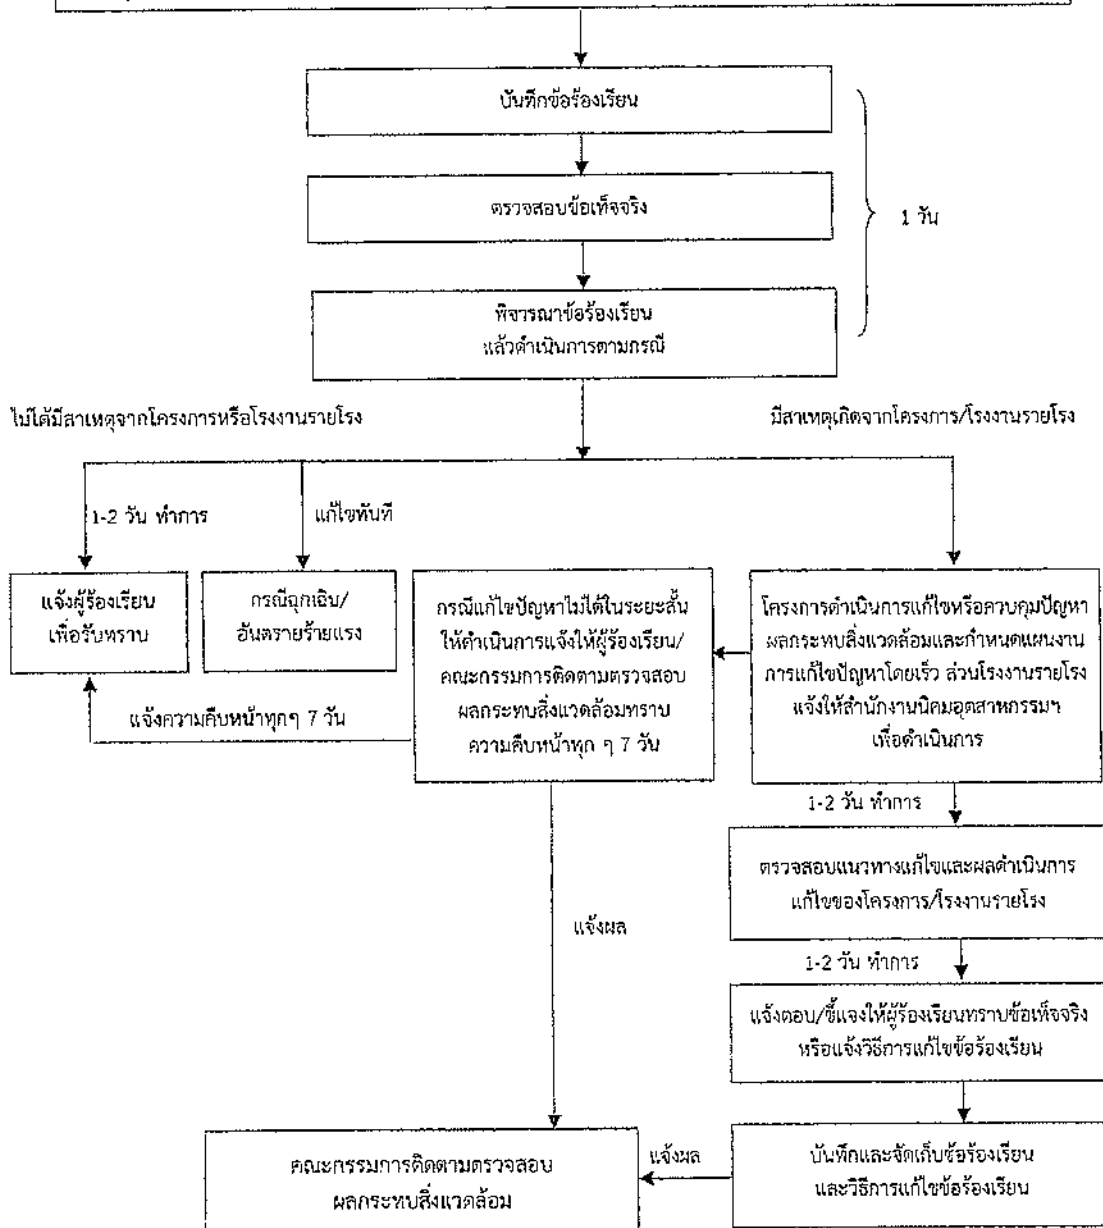 บันทึกข้อร้องเรียน
ตรวจสอบข้อเท็จจริง
1 วัน
พิจารณาข้อร้องเรียน
แล้วดำเนินการตามกรณี
ไม่ได้มีสาเหตุจากโครงการหรือโรงงานรายโรง
มีสาเหตุเกิดจากโครงการ/โรงงานรายโรง
1-2 วัน ทำการ
แก้ไขทันที
แจ้งผู้ร้องเรียน
เพื่อรับทราบ
กรณีฉุกเฉิน/
อันตรายร้ายแรง
กรณีแก้ไขปัญหาไม่ได้ในระยะสั้น
ให้ดำเนินการแจ้งให้ผู้ร้องเรียน/
คณะกรรมการติดตามตรวจสอบ
ผลกระทบสิ่งแวดล้อมทราบ
ความคืบหน้าทุก ๆ 7 วัน
โครงการดำเนินการแก้ไขหรือควบคุมปัญหา
ผลกระทบสิ่งแวดล้อมและกำหนดแผนงาน
การแก้ไขปัญหาโดยเร็ว ส่วนโรงงานรายโรง
แจ้งให้สำนักงานนิคมอุตสาหกรรมฯ
เพื่อดำเนินการ
แจ้งความคืบหน้าทุกๆ 7 วัน
1-2 วัน ทำการ
ตรวจสอบแนวทางแก้ไขและผลดำเนินการ
แก้ไขของโครงการ/โรงงานรายโรง
แจ้งผล
1-2 วัน ทำการ
แจ้งตอบ/ชี้แจงให้ผู้ร้องเรียนทราบข้อเท็จจริง
หรือแจ้งวิธีการแก้ไขข้อร้องเรียน
คณะกรรมการติดตามตรวจสอบ
ผลกระทบสิ่งแวดล้อม
แจ้งผล
บันทึกและจัดเก็บข้อร้องเรียน
และวิธีการแก้ไขข้อร้องเรียน